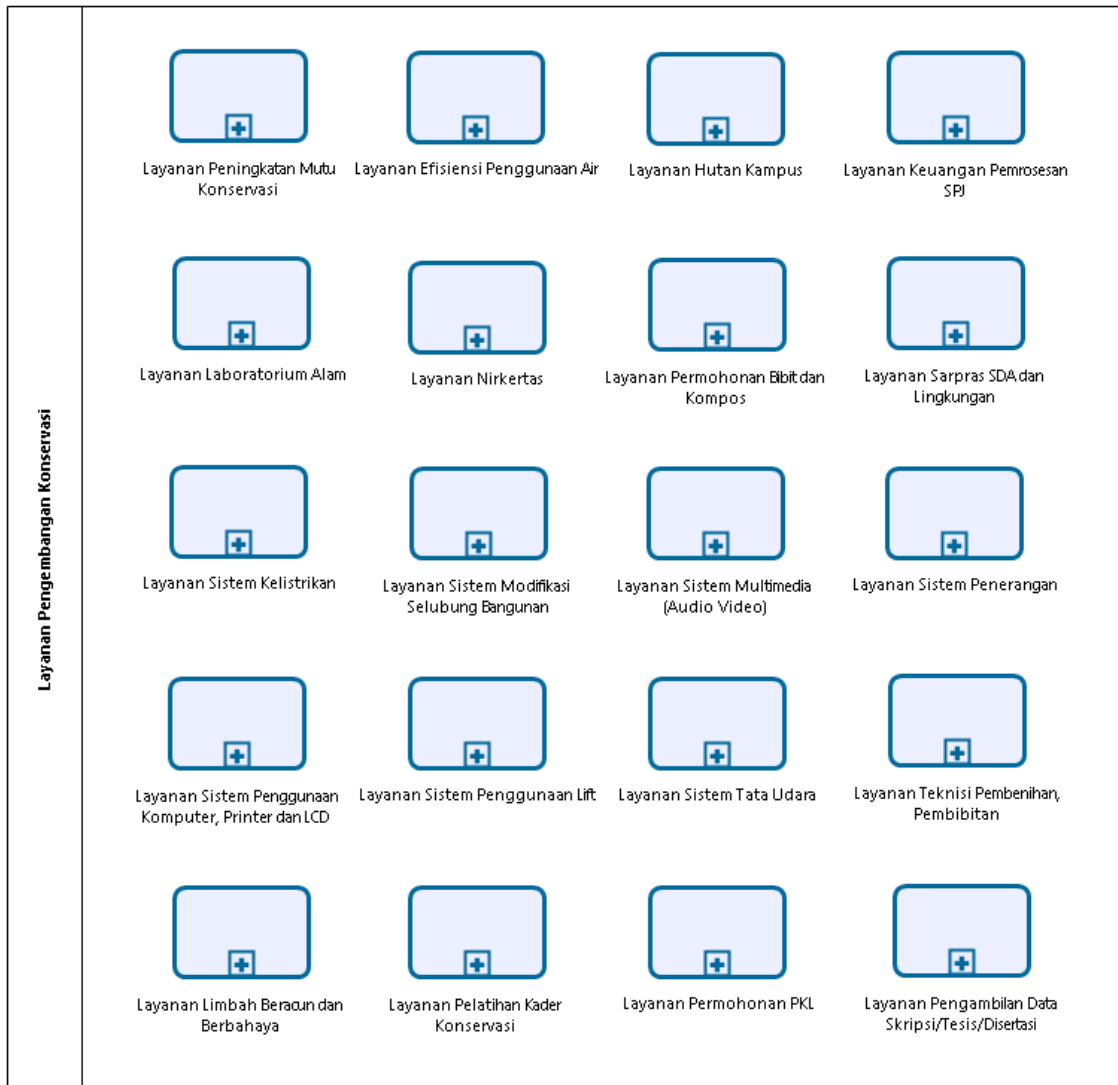 Layanan Pengembangan Konservasi
Layanan Peningkatan Mutu
Konservasi
Layanan Efisiensi Penggunaan Air
Layanan Hutan Kampus
Layanan Keuangan Pemrosesan
SPJ
Layanan Laboratorium Alam
Layanan Nirkertas
Layanan Permohonan Bibit dan
Kompos
Layanan Sarpras SDA dan
Lingkungan
Layanan Sistem Kelistrikan
Layanan Sistem Modifikasi
Selubung Bangunan
Layanan Sistem Multimedia
(Audio Video)
Layanan Sistem Penerangan
Layanan Sistem Penggunaan
Komputer, Printer dan LCD
Layanan Sistem Penggunaan Lift
Layanan Sistem Tata Udara
Layanan Teknisi Pembenihan,
Pembibitan
Layanan Limbah Beracun dan
Berbahaya
Layanan Pelatihan Kader
Konservasi
Layanan Permohonan PKL
Layanan Pengambilan Data
Skripsi/Tesis/Disertasi